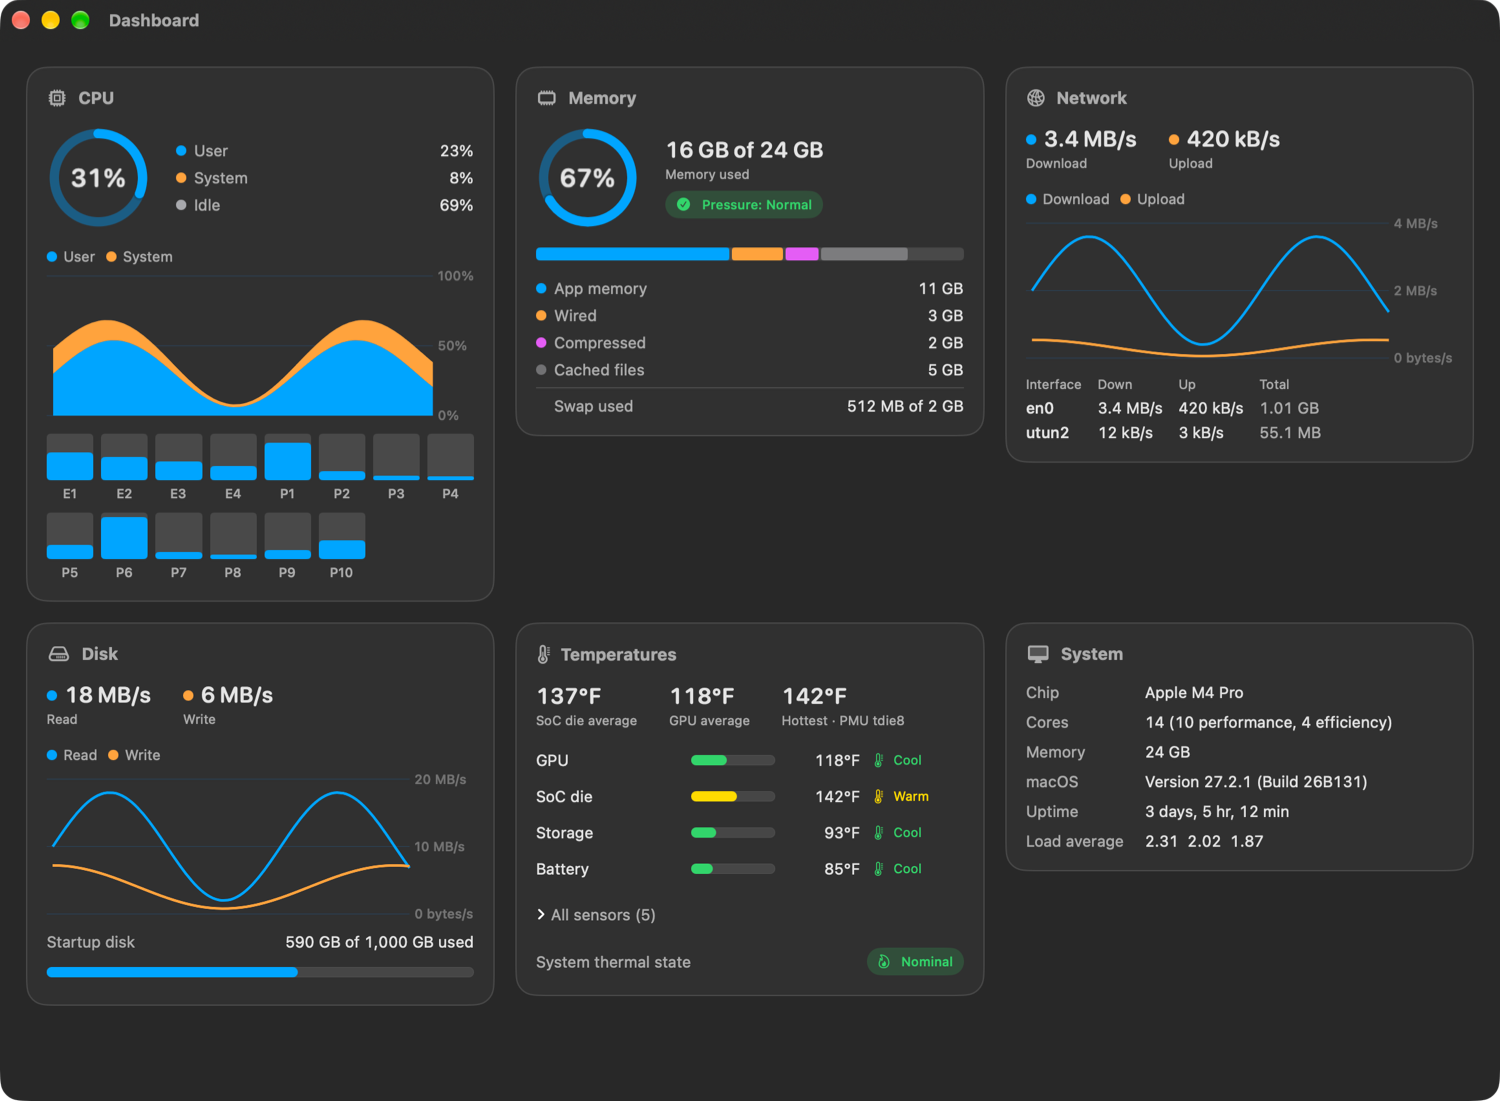 Dashboard
CPU
31%
User 23%
System 8%
Idle 69%
User System
100%
50%
0%
E1 E2 E3 E4 P1 P2 P3 P4
P5 P6 P7 P8 P9 P10
Memory
67%
16 GB of 24 GB
Memory used
Pressure: Normal
App memory 11 GB
Wired 3 GB
Compressed 2 GB
Cached files 5 GB
Swap used 512 MB of 2 GB
Network
3.4 MB/s 420 kB/s
Download Upload
Download Upload
4 MB/s
2 MB/s
0 bytes/s
Interface Down Up Total
en0 3.4 MB/s 420 kB/s 1.01 GB
utun2 12 kB/s 3 kB/s 55.1 MB
Disk
18 MB/s 6 MB/s
Read Write
Read Write
20 MB/s
10 MB/s
0 bytes/s
Startup disk 590 GB of 1,000 GB used
Temperatures
137°F 118°F 142°F
SoC die average GPU average Hottest · PMU tdie8
GPU 118°F Cool
SoC die 142°F Warm
Storage 93°F Cool
Battery 85°F Cool
All sensors (5)
System thermal state Nominal
System
Chip Apple M4 Pro
Cores 14 (10 performance, 4 efficiency)
Memory 24 GB
macOS Version 27.2.1 (Build 26B131)
Uptime 3 days, 5 hr, 12 min
Load average 2.31 2.02 1.87